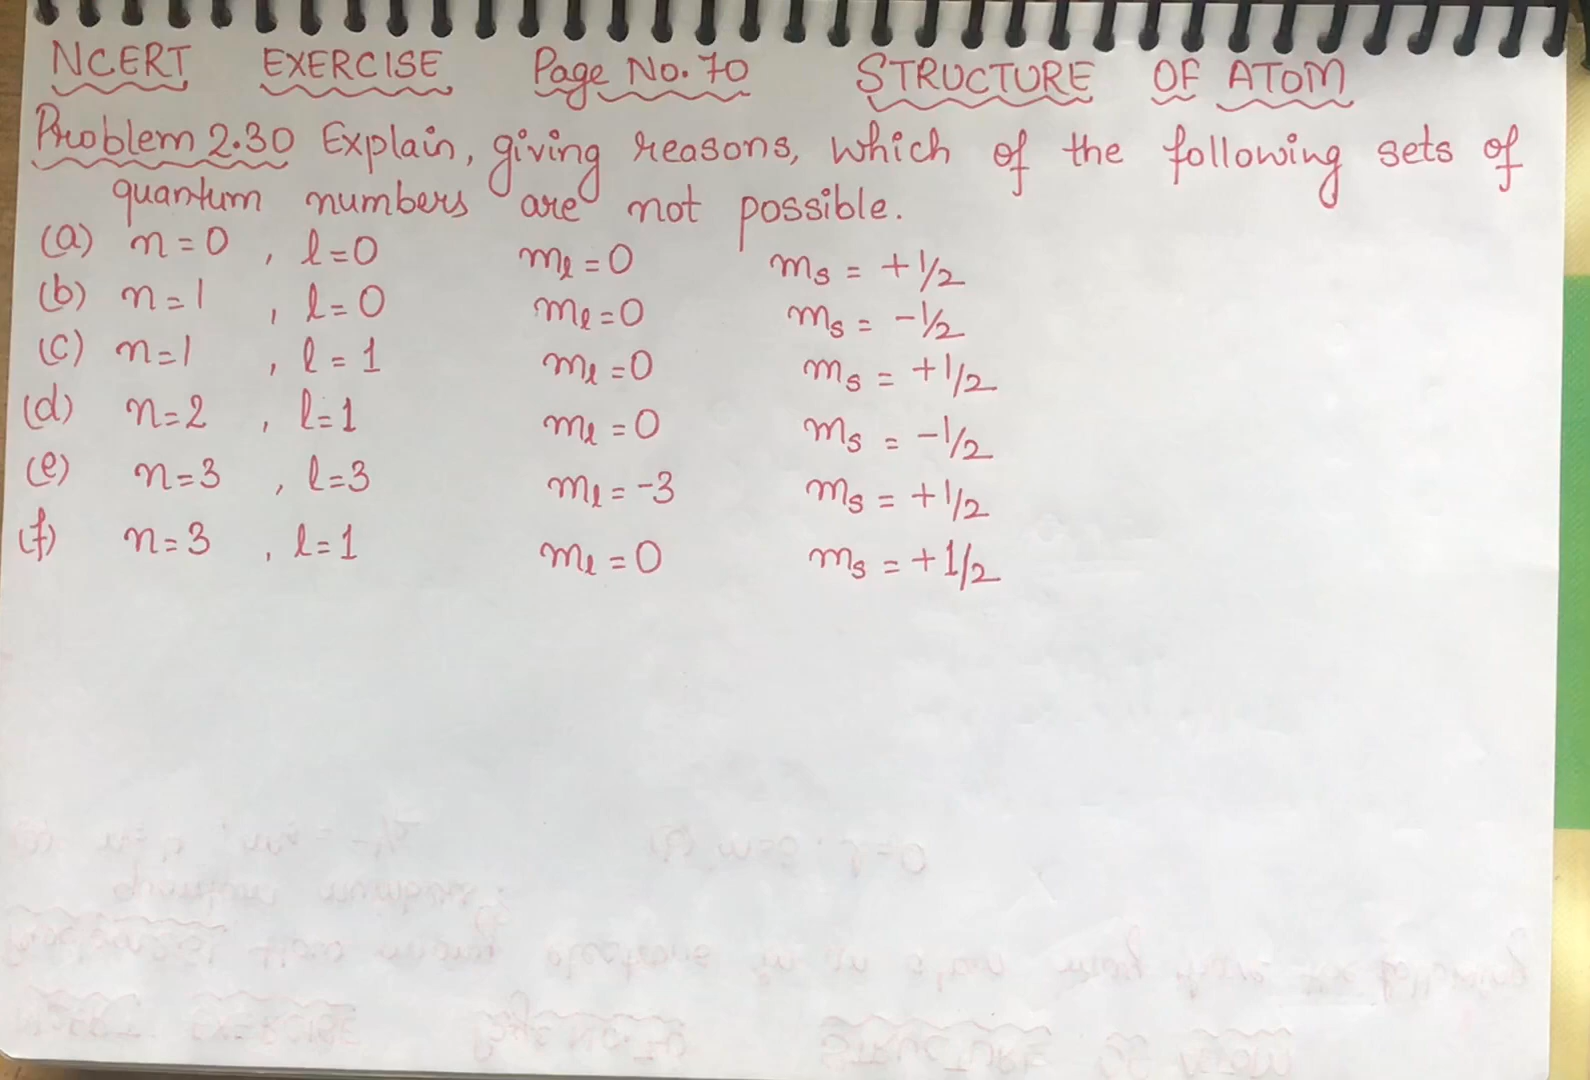 NCERT EXERCISE Page No. 70 STRUCTURE OF ATOM
Problem 2.30 Explain, giving reasons, which of the following sets of
quantum numbers are not possible.
(a) n=0 , l=0 mₗ=0 mₛ = +1/2
(b) n=1 , l=0 mₗ=0 mₛ = -1/2
(c) n=1 , l=1 mₗ=0 mₛ = +1/2
(d) n=2 , l=1 mₗ=0 mₛ = -1/2
(e) n=3 , l=3 mₗ=-3 mₛ = +1/2
(f) n=3 , l=1 mₗ=0 mₛ = +1/2